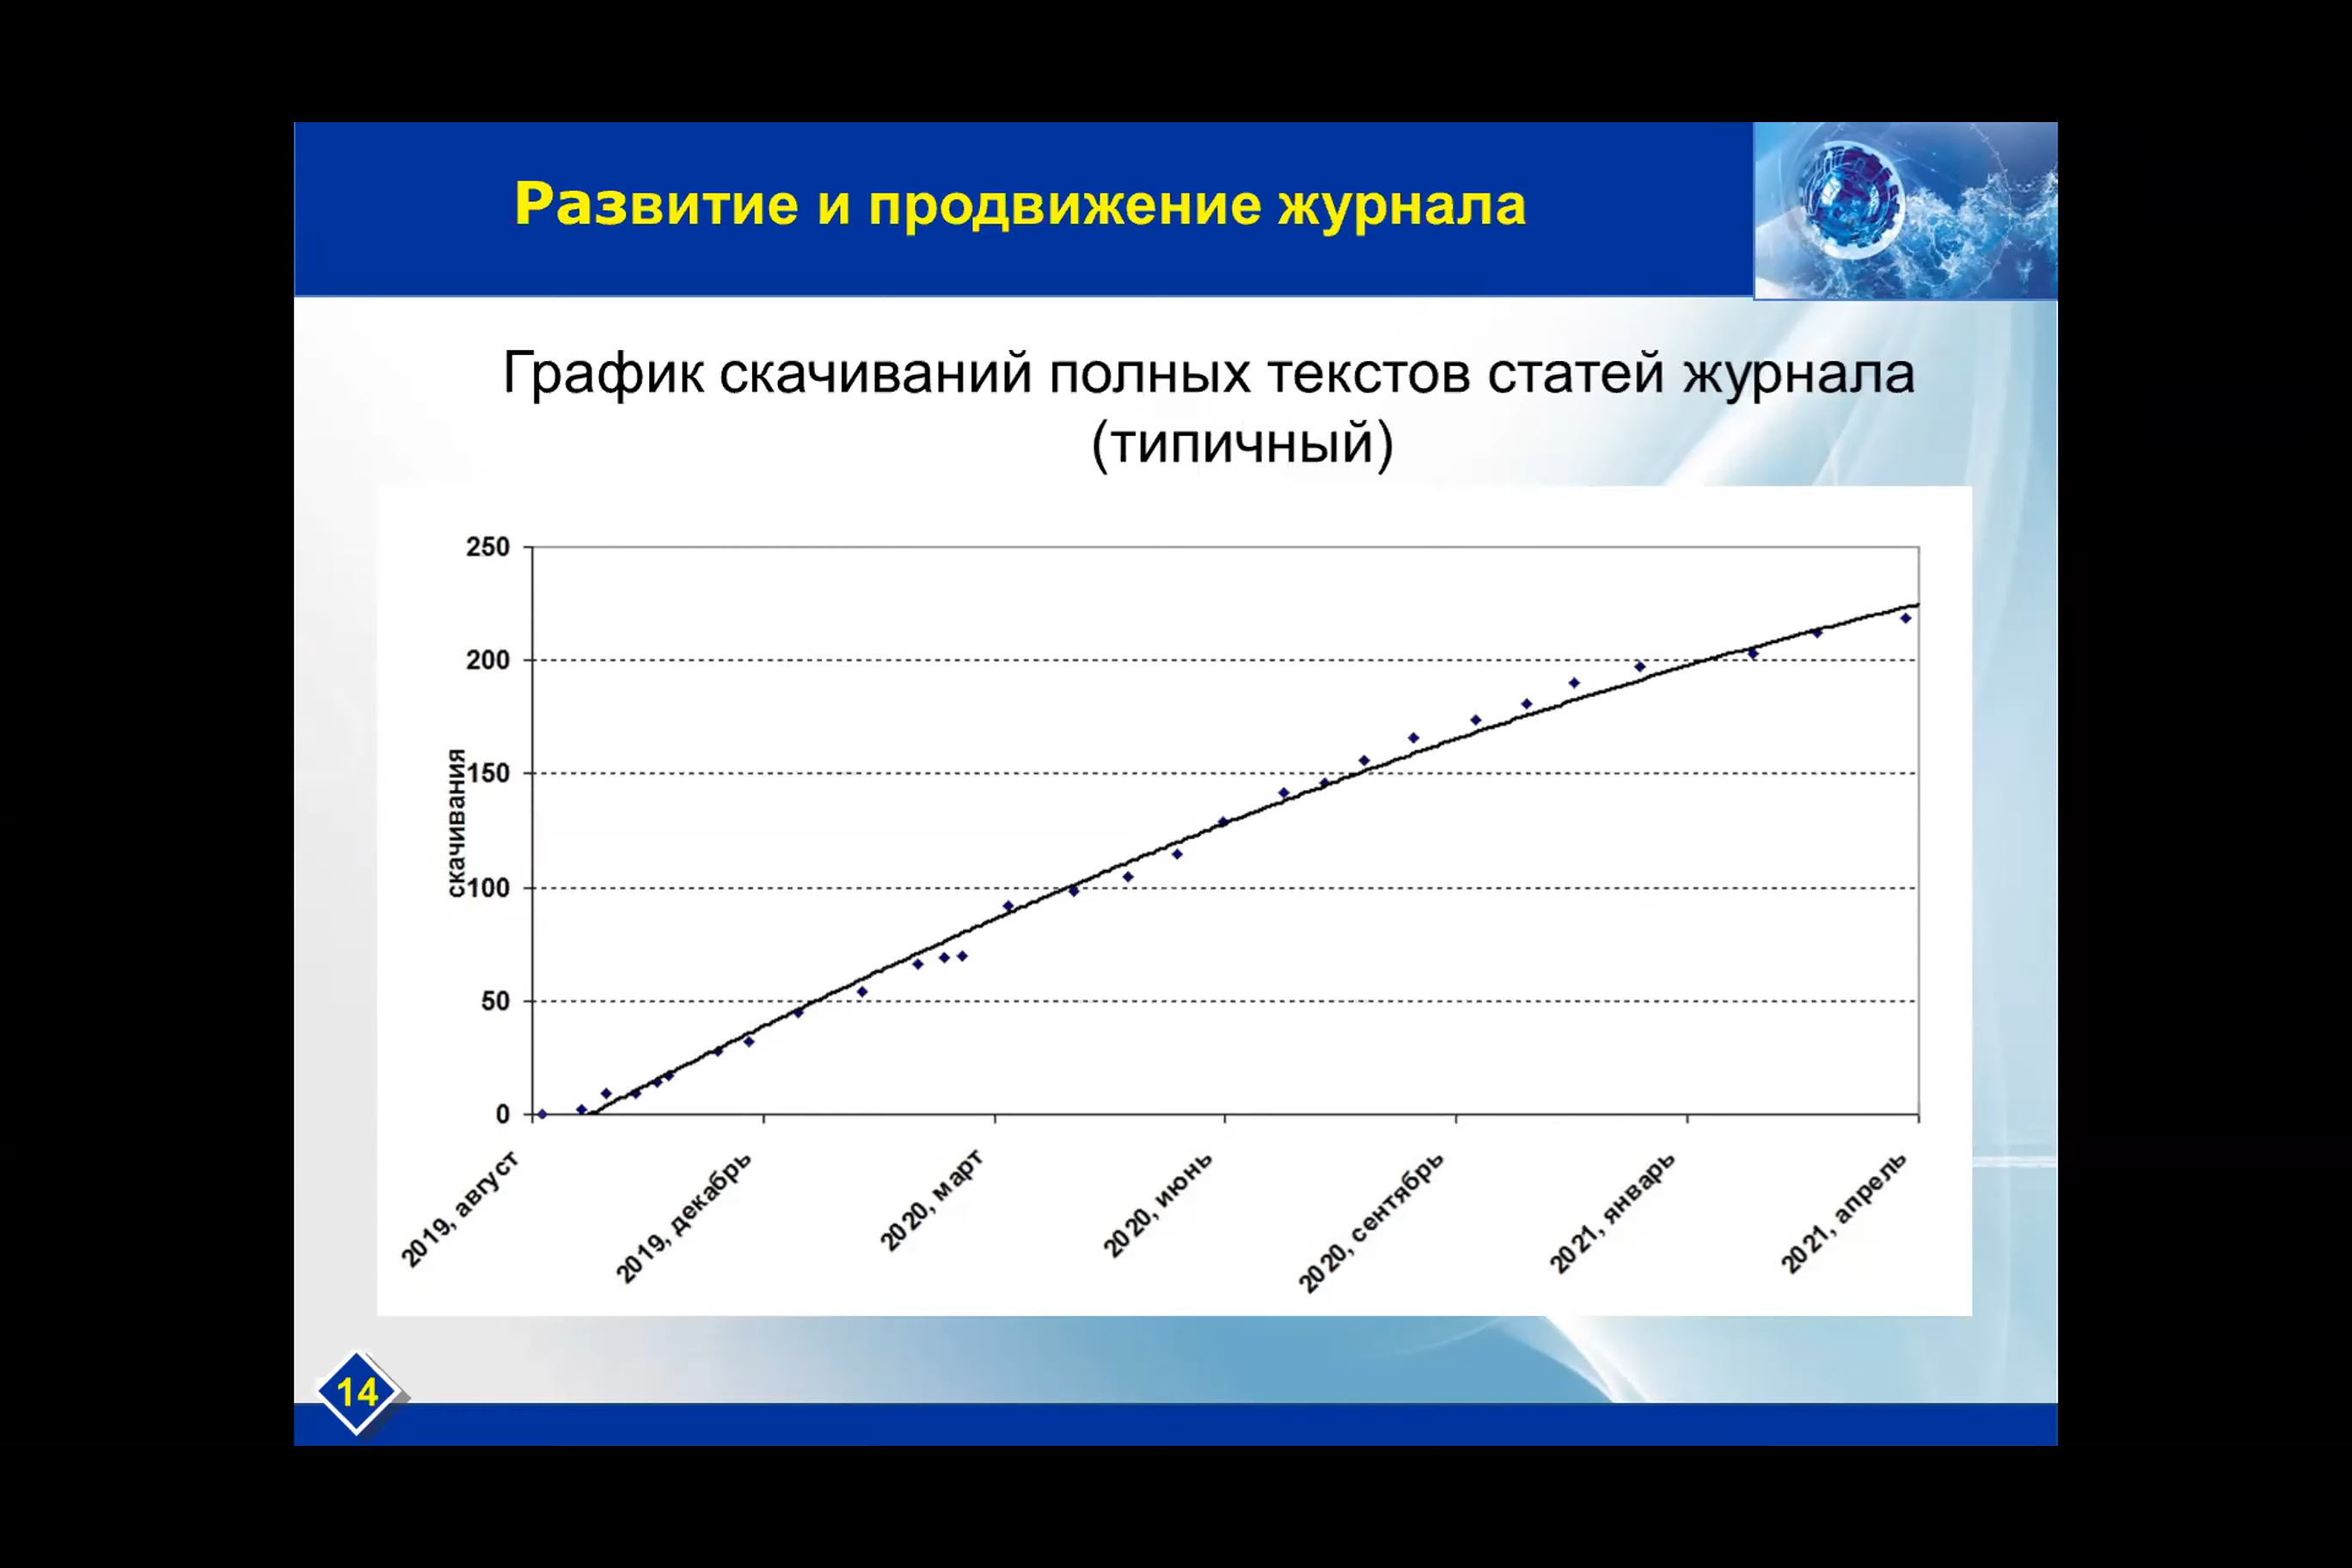 Развитие и продвижение журнала
График скачиваний полных текстов статей журнала
(типичный)
250
200
150
100
50
0
скачивания
2019, август
2019, декабрь
2020, март
2020, июнь
2020, сентябрь
2021, январь
2021, апрель
14